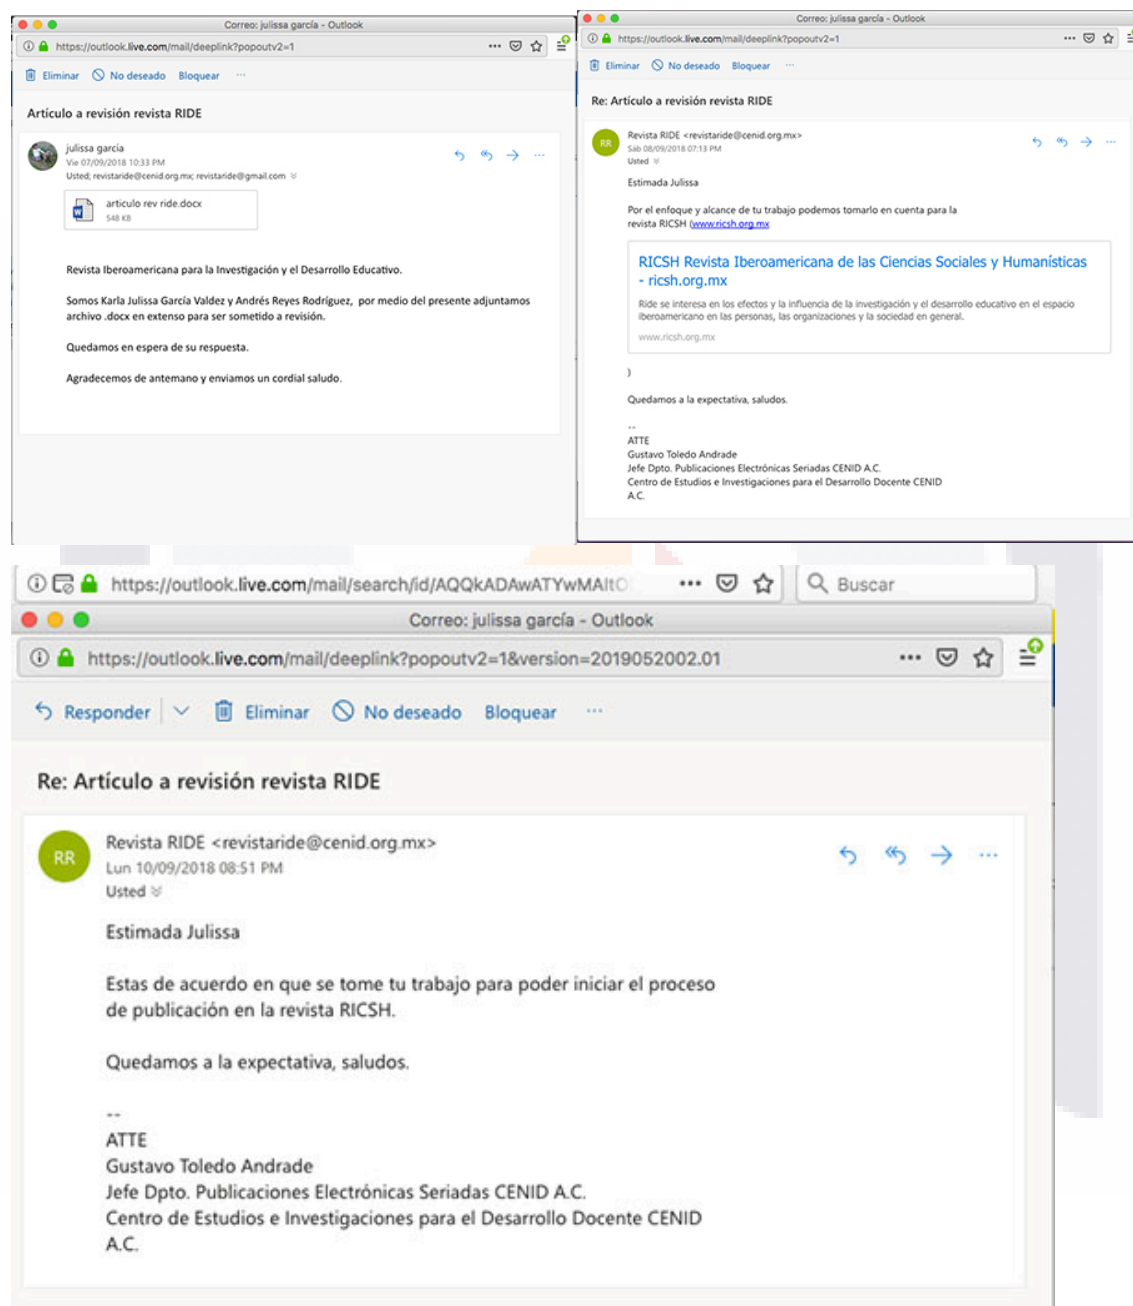 Correo: julissa garcía - Outlook
https://outlook.live.com/mail/deeplink?popoutv2=1
Eliminar No deseado Bloquear ...
Artículo a revisión revista RIDE
julissa garcía
Vie 07/09/2018 10:33 PM
Usted; revistaride@cenid.org.mx; revistaride@gmail.com
articulo rev ride.docx
548 KB
Revista Iberoamericana para la Investigación y el Desarrollo Educativo.
Somos Karla Julissa García Valdez y Andrés Reyes Rodríguez, por medio del presente adjuntamos
archivo .docx en extenso para ser sometido a revisión.
Quedamos en espera de su respuesta.
Agradecemos de antemano y enviamos un cordial saludo.
Correo: julissa garcía - Outlook
https://outlook.live.com/mail/deeplink?popoutv2=1
Eliminar No deseado Bloquear ...
Re: Artículo a revisión revista RIDE
RR
Revista RIDE <revistaride@cenid.org.mx>
Sáb 08/09/2018 07:13 PM
Usted
Estimada Julissa
Por el enfoque y alcance de tu trabajo podemos tomarlo en cuenta para la
revista RICSH (www.ricsh.org.mx
RICSH Revista Iberoamericana de las Ciencias Sociales y Humanísticas
- ricsh.org.mx
Ride se interesa en los efectos y la influencia de la investigación y el desarrollo educativo en el espacio
iberoamericano en las personas, las organizaciones y la sociedad en general.
www.ricsh.org.mx
)
Quedamos a la expectativa, saludos.
--
ATTE
Gustavo Toledo Andrade
Jefe Dpto. Publicaciones Electrónicas Seriadas CENID A.C.
Centro de Estudios e Investigaciones para el Desarrollo Docente CENID
A.C.
https://outlook.live.com/mail/search/id/AQQkADAwATYwMAItO
Buscar
Correo: julissa garcía - Outlook
https://outlook.live.com/mail/deeplink?popoutv2=1&version=2019052002.01
Responder Eliminar No deseado Bloquear ...
Re: Artículo a revisión revista RIDE
RR
Revista RIDE <revistaride@cenid.org.mx>
Lun 10/09/2018 08:51 PM
Usted
Estimada Julissa
Estas de acuerdo en que se tome tu trabajo para poder iniciar el proceso
de publicación en la revista RICSH.
Quedamos a la expectativa, saludos.
--
ATTE
Gustavo Toledo Andrade
Jefe Dpto. Publicaciones Electrónicas Seriadas CENID A.C.
Centro de Estudios e Investigaciones para el Desarrollo Docente CENID
A.C.